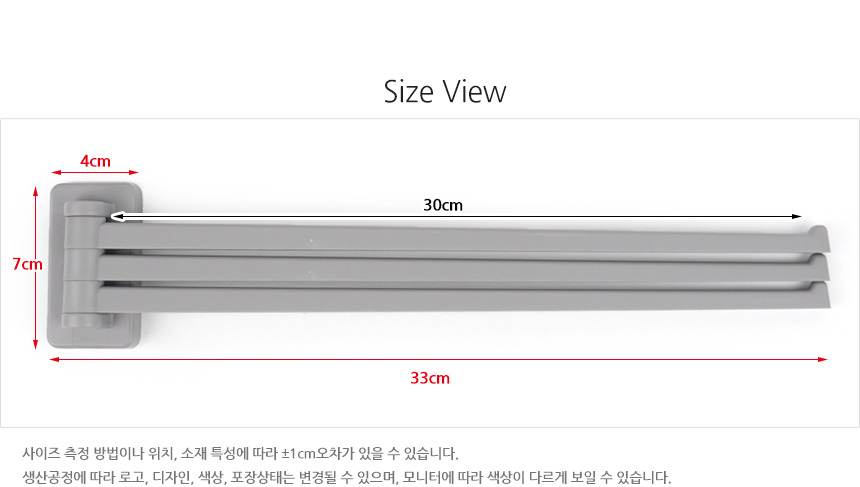 Size View
4cm
30cm
7cm
33cm
사이즈 측정 방법이나 위치, 소재 특성에 따라 ±1cm오차가 있을 수 있습니다.
생산공정에 따라 로고, 디자인, 색상, 포장상태는 변경될 수 있으며, 모니터에 따라 색상이 다르게 보일 수 있습니다.